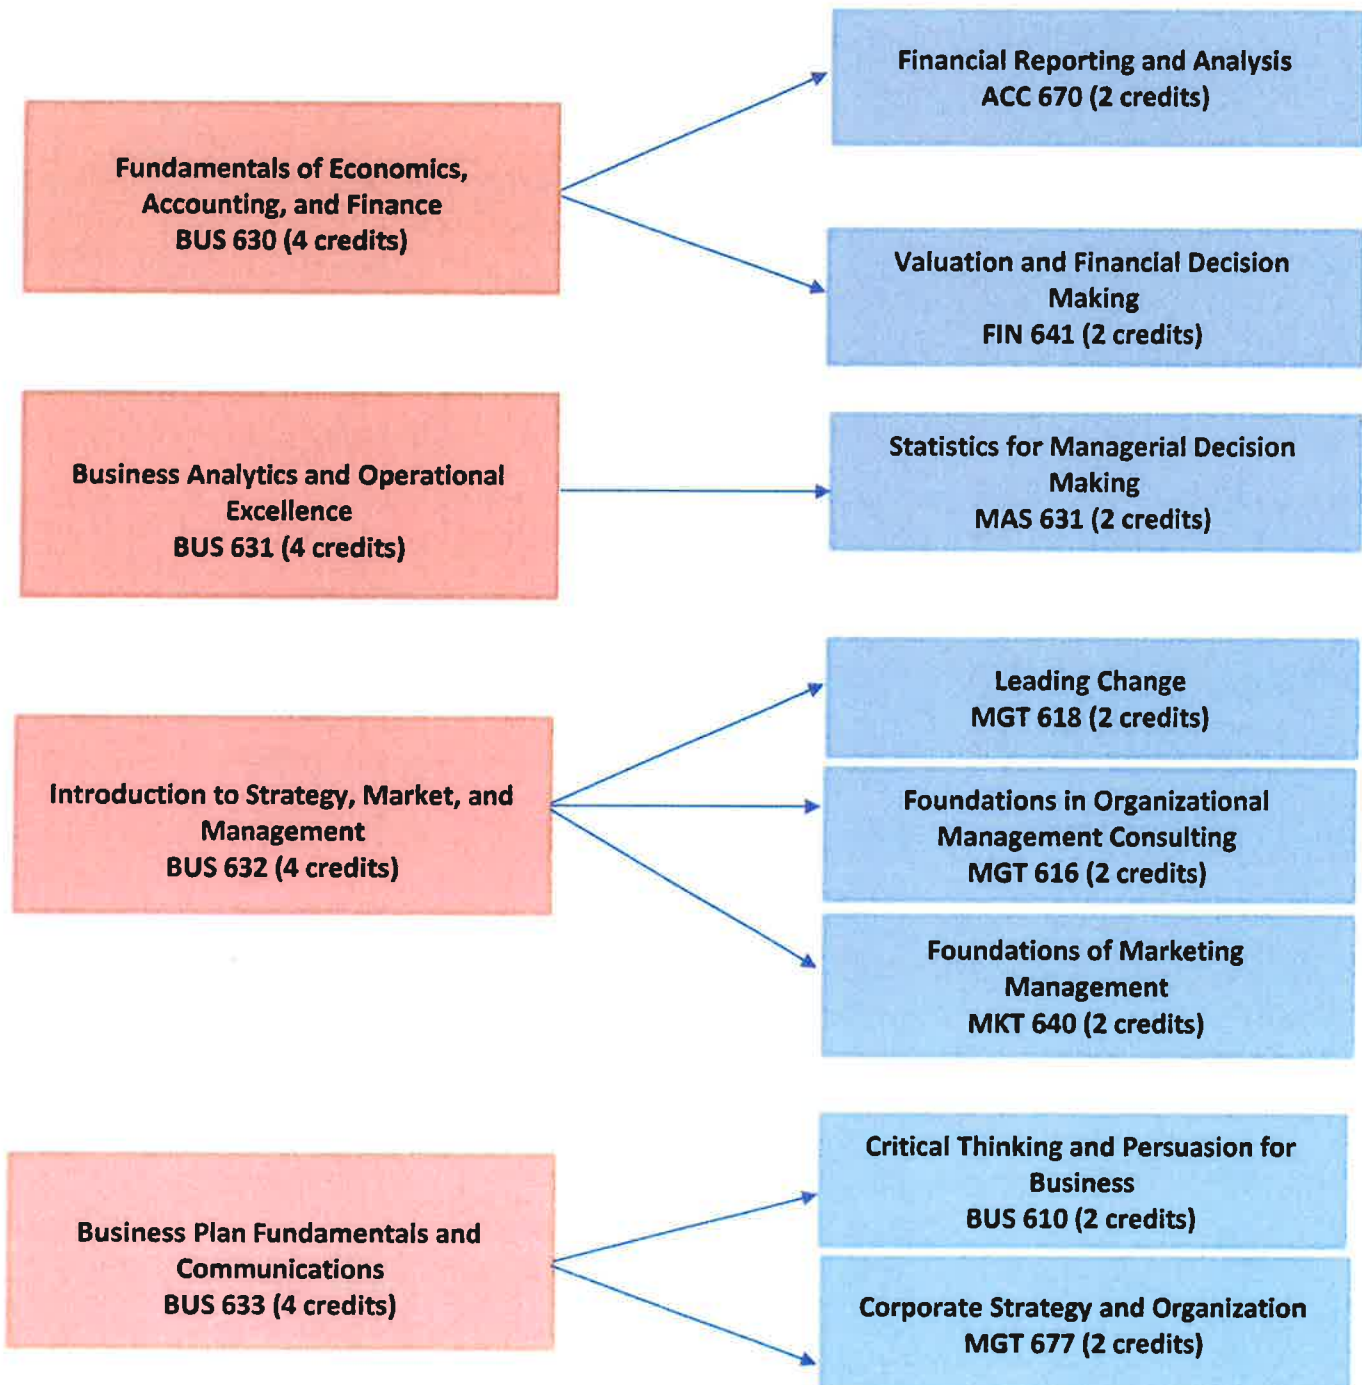 Financial Reporting and Analysis
ACC 670 (2 credits)
Fundamentals of Economics,
Accounting, and Finance
BUS 630 (4 credits)
Valuation and Financial Decision
Making
FIN 641 (2 credits)
Business Analytics and Operational
Excellence
BUS 631 (4 credits)
Statistics for Managerial Decision
Making
MAS 631 (2 credits)
Introduction to Strategy, Market, and
Management
BUS 632 (4 credits)
Leading Change
MGT 618 (2 credits)
Foundations in Organizational
Management Consulting
MGT 616 (2 credits)
Foundations of Marketing
Management
MKT 640 (2 credits)
Business Plan Fundamentals and
Communications
BUS 633 (4 credits)
Critical Thinking and Persuasion for
Business
BUS 610 (2 credits)
Corporate Strategy and Organization
MGT 677 (2 credits)